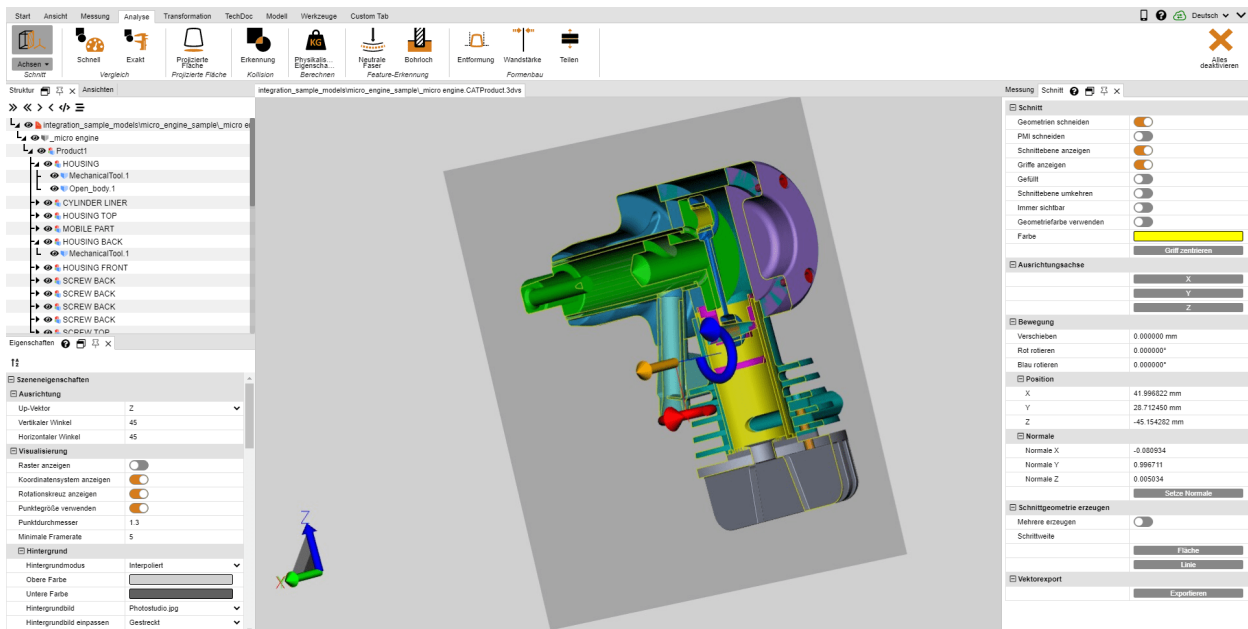 Start Ansicht Messung Analyse Transformation TechDoc Modell Werkzeuge Custom Tab
Deutsch
Achsen
Schnitt
Schnell
Exakt
Vergleich
Projizierte
Fläche
Projizierte Fläche
Erkennung
Kollision
KG
Physikalis...
Eigenscha...
Berechnen
Neutrale
Faser
Bohrloch
Feature-Erkennung
Entformung
Wandstärke
Teilen
Formenbau
Alles
deaktivieren
Struktur Ansichten
integration_sample_models\micro_engine_sample\_micro e
_micro engine
Product1
HOUSING
MechanicalTool.1
Open_body.1
CYLINDER LINER
HOUSING TOP
MOBILE PART
HOUSING BACK
MechanicalTool.1
HOUSING FRONT
SCREW BACK
SCREW BACK
SCREW BACK
SCREW BACK
SCREW TOP
Eigenschaften
Szeneneigenschaften
Ausrichtung
Up-Vektor Z
Vertikaler Winkel 45
Horizontaler Winkel 45
Visualisierung
Raster anzeigen
Koordinatensystem anzeigen
Rotationskreuz anzeigen
Punktegröße verwenden
Punktdurchmesser 1.3
Minimale Framerate 5
Hintergrund
Hintergrundmodus Interpoliert
Obere Farbe
Untere Farbe
Hintergrundbild Photostudio.jpg
Hintergrundbild einpassen Gestreckt
integration_sample_models\micro_engine_sample\_micro engine.CATProduct.3dvs
Z
X
Messung Schnitt
Schnitt
Geometrien schneiden
PMI schneiden
Schnittebene anzeigen
Griffe anzeigen
Gefüllt
Schnittebene umkehren
Immer sichtbar
Geometriefarbe verwenden
Farbe
Griff zentrieren
Ausrichtungsachse
X
Y
Z
Bewegung
Verschieben 0.000000 mm
Rot rotieren 0.000000°
Blau rotieren 0.000000°
Position
X 41.996822 mm
Y 28.712450 mm
Z -45.154282 mm
Normale
Normale X -0.080934
Normale Y 0.996711
Normale Z 0.005034
Setze Normale
Schnittgeometrie erzeugen
Mehrere erzeugen
Schrittweite
Fläche
Linie
Vektorexport
Exportieren